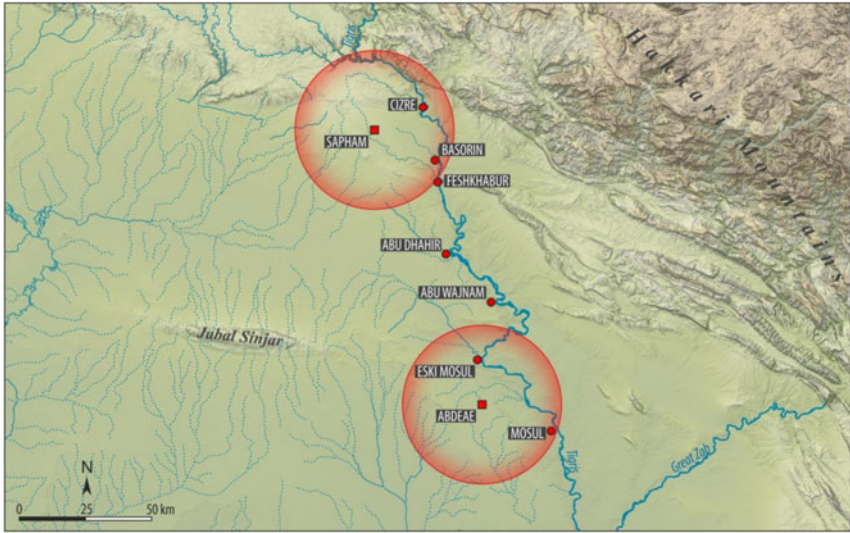 Tigris
Hakkari Mountains
CIZRE
SAPHAM
BASORIN
FESHKHABUR
ABU DHAHIR
ABU WAJNAM
Jabal Sinjar
ESKI MOSUL
ABDEAE
MOSUL
Tigris
Great Zab
N
0 25 50 km